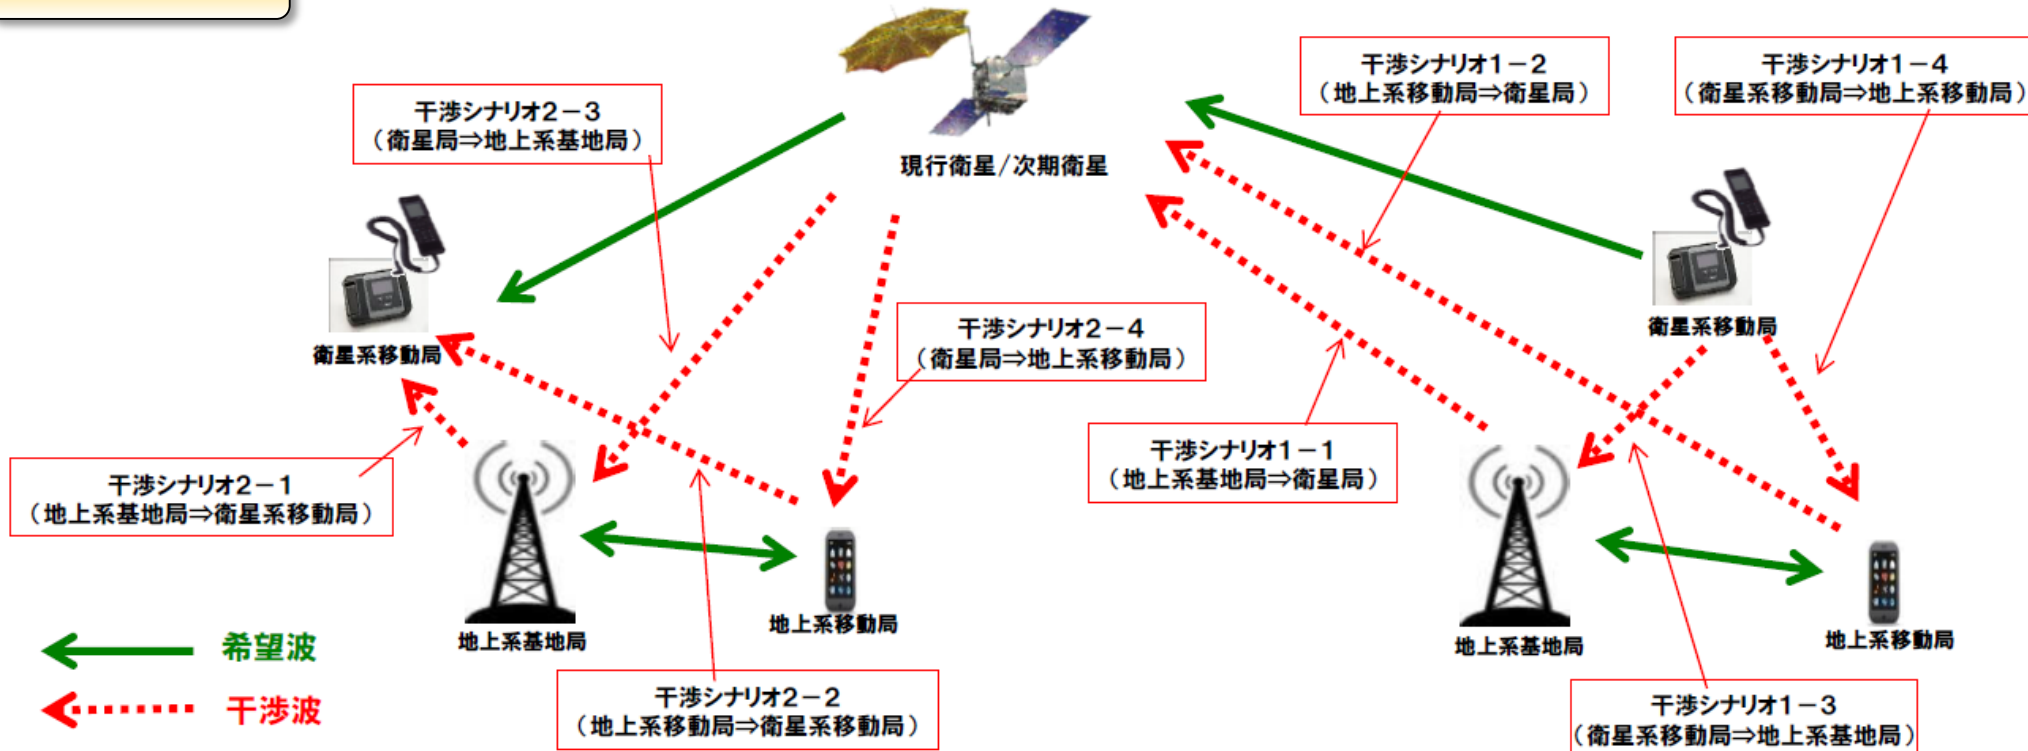 干渉シナリオ1－2
（地上系移動局⇒衛星局）
干渉シナリオ1－4
（衛星系移動局⇒地上系移動局）
干渉シナリオ2－3
（衛星局⇒地上系基地局）
現行衛星/次期衛星
衛星系移動局
衛星系移動局
干渉シナリオ2－4
（衛星局⇒地上系移動局）
干渉シナリオ1－1
（地上系基地局⇒衛星局）
干渉シナリオ2－1
（地上系基地局⇒衛星系移動局）
地上系基地局
地上系移動局
地上系基地局
地上系移動局
希望波
干渉波
干渉シナリオ2－2
（地上系移動局⇒衛星系移動局）
干渉シナリオ1－3
（衛星系移動局⇒地上系基地局）